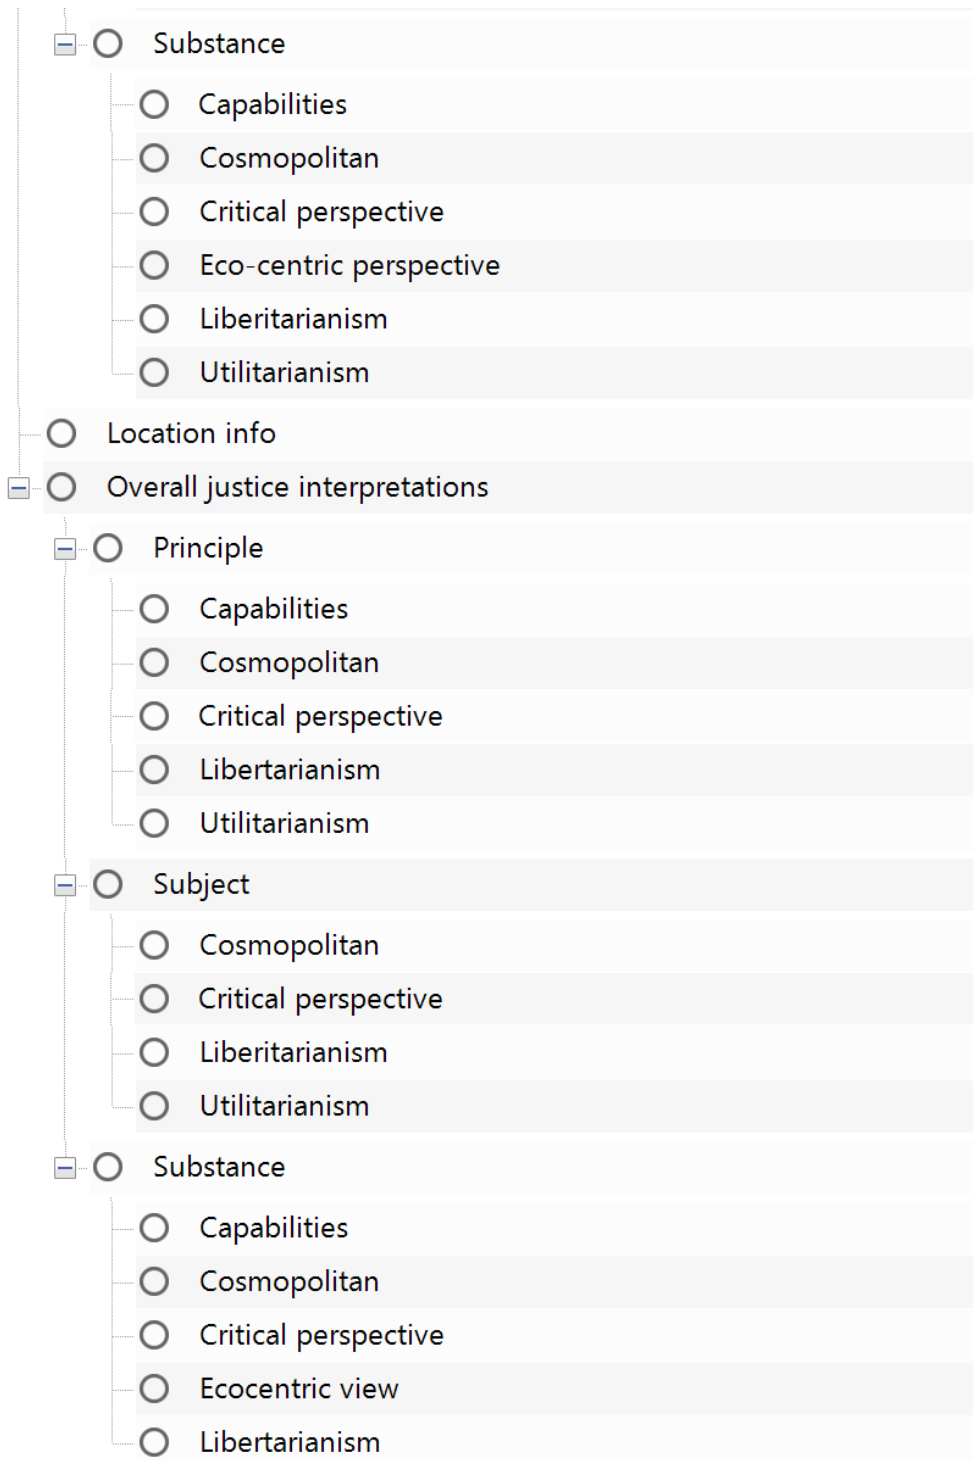 Substance
Capabilities
Cosmopolitan
Critical perspective
Eco-centric perspective
Liberitarianism
Utilitarianism
Location info
Overall justice interpretations
Principle
Capabilities
Cosmopolitan
Critical perspective
Libertarianism
Utilitarianism
Subject
Cosmopolitan
Critical perspective
Liberitarianism
Utilitarianism
Substance
Capabilities
Cosmopolitan
Critical perspective
Ecocentric view
Libertarianism